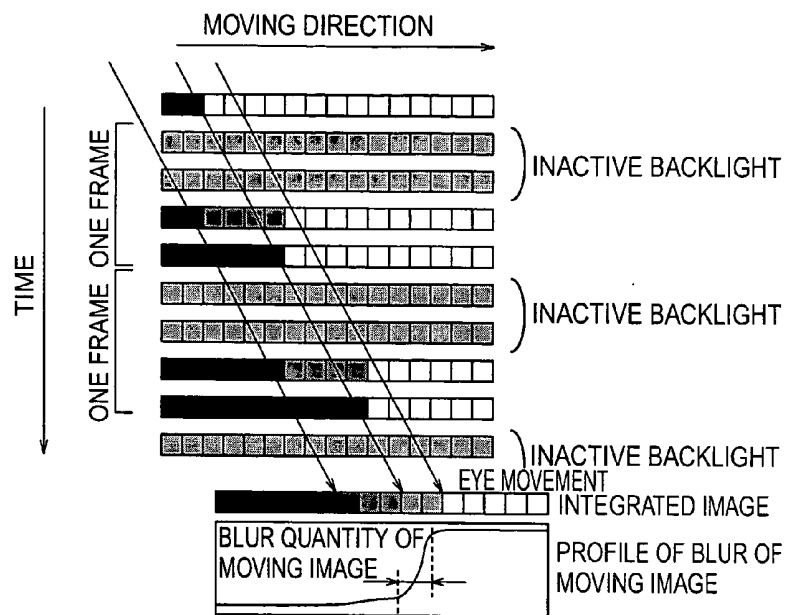 MOVING DIRECTION
INACTIVE BACKLIGHT
ONE FRAME
TIME
INACTIVE BACKLIGHT
ONE FRAME
INACTIVE BACKLIGHT
EYE MOVEMENT
INTEGRATED IMAGE
BLUR QUANTITY OF
MOVING IMAGE
PROFILE OF BLUR OF
MOVING IMAGE